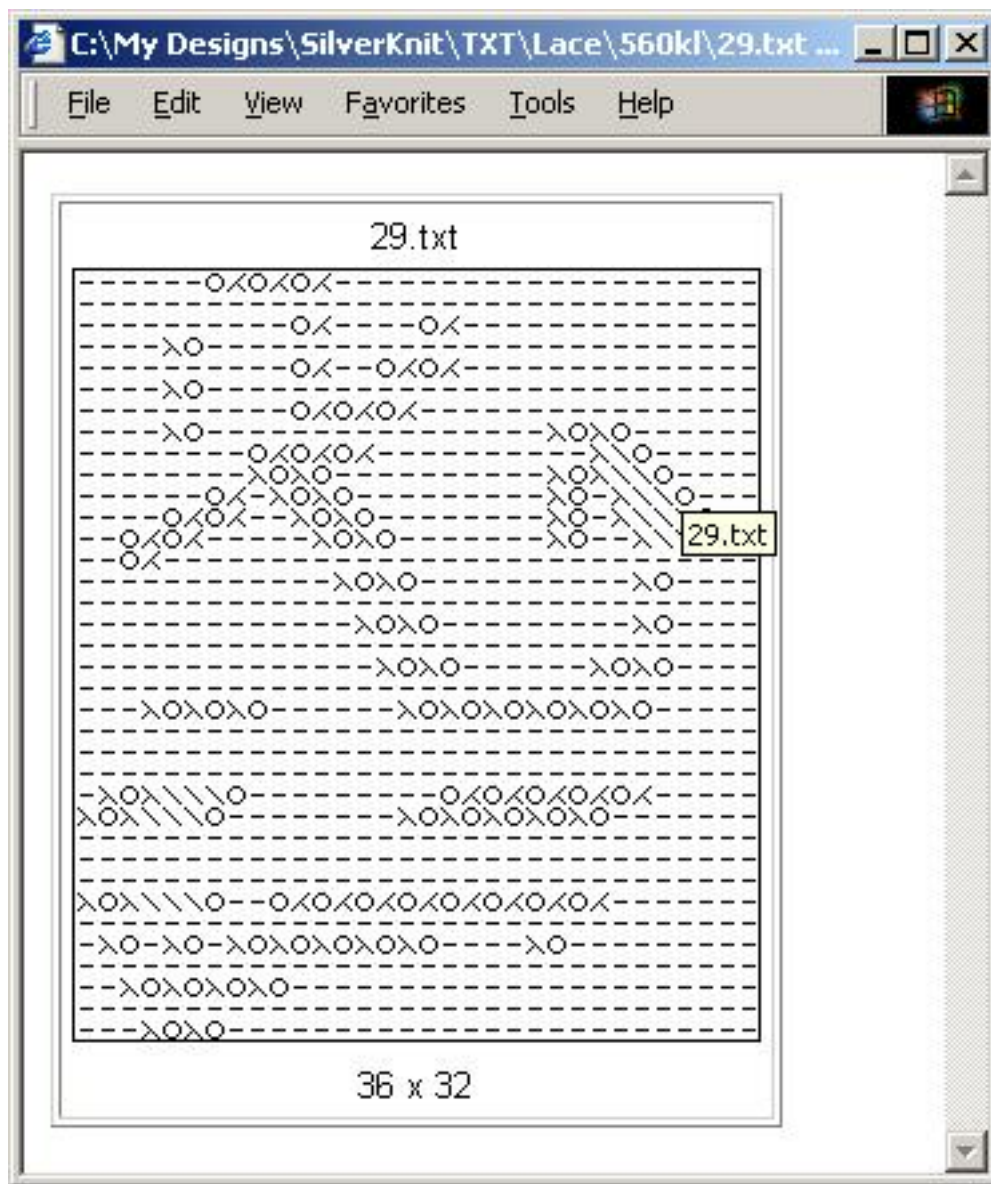 C:\My Designs\SilverKnit\TXT\Lace\560kl\29.txt ...
File Edit View Favorites Tools Help
29.txt
29.txt
36 x 32